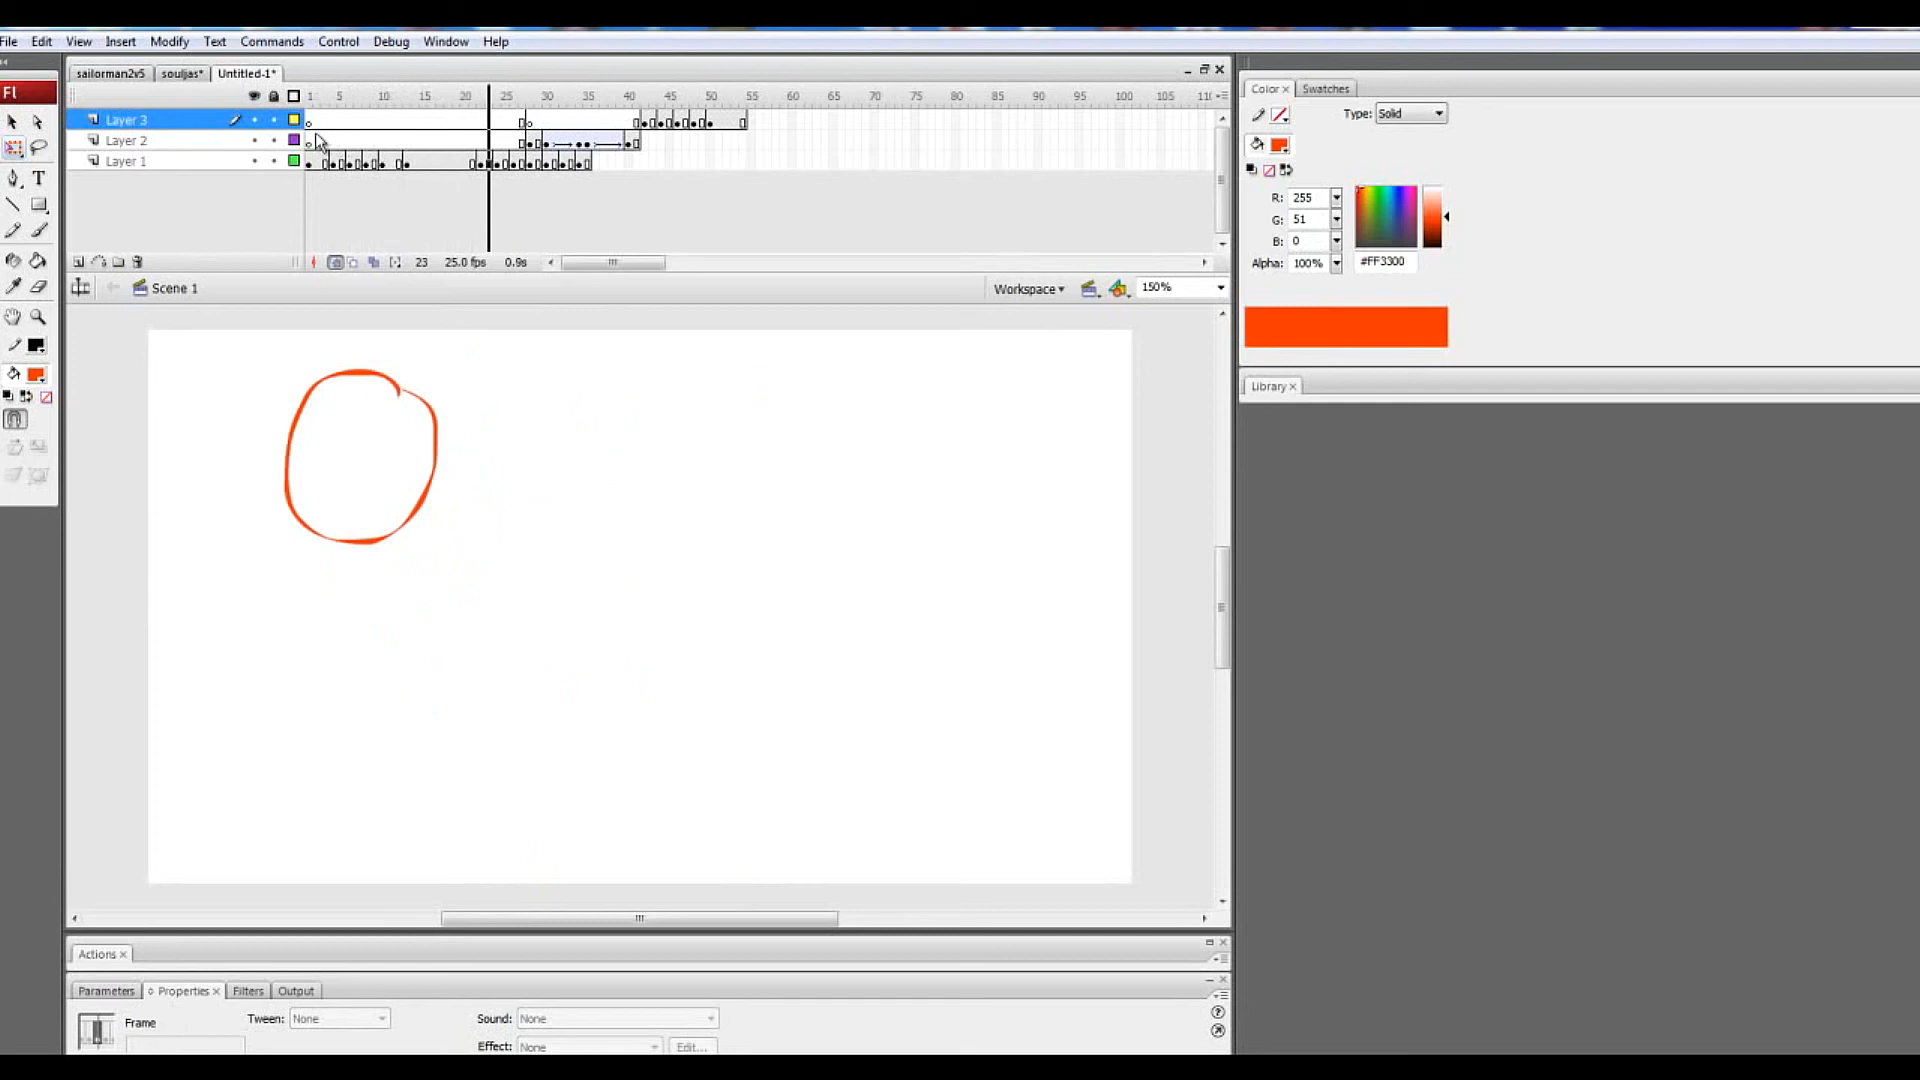 File Edit View Insert Modify Text Commands Control Debug Window Help
sailorman2v5 souljas* Untitled-1*
Fl
1 5 10 15 20 25 30 35 40 45 50 55 60 65 70 75 80 85 90 95 100 105 11
Layer 3
Layer 2
Layer 1
23 25.0 fps 0.9s
Scene 1 Workspace 150%
Color Swatches
Type: Solid
R: 255
G: 51
B: 0
Alpha: 100% #FF3300
Library
Actions
Parameters Properties Filters Output
Frame Tween: None Sound: None
Effect: None Edit...